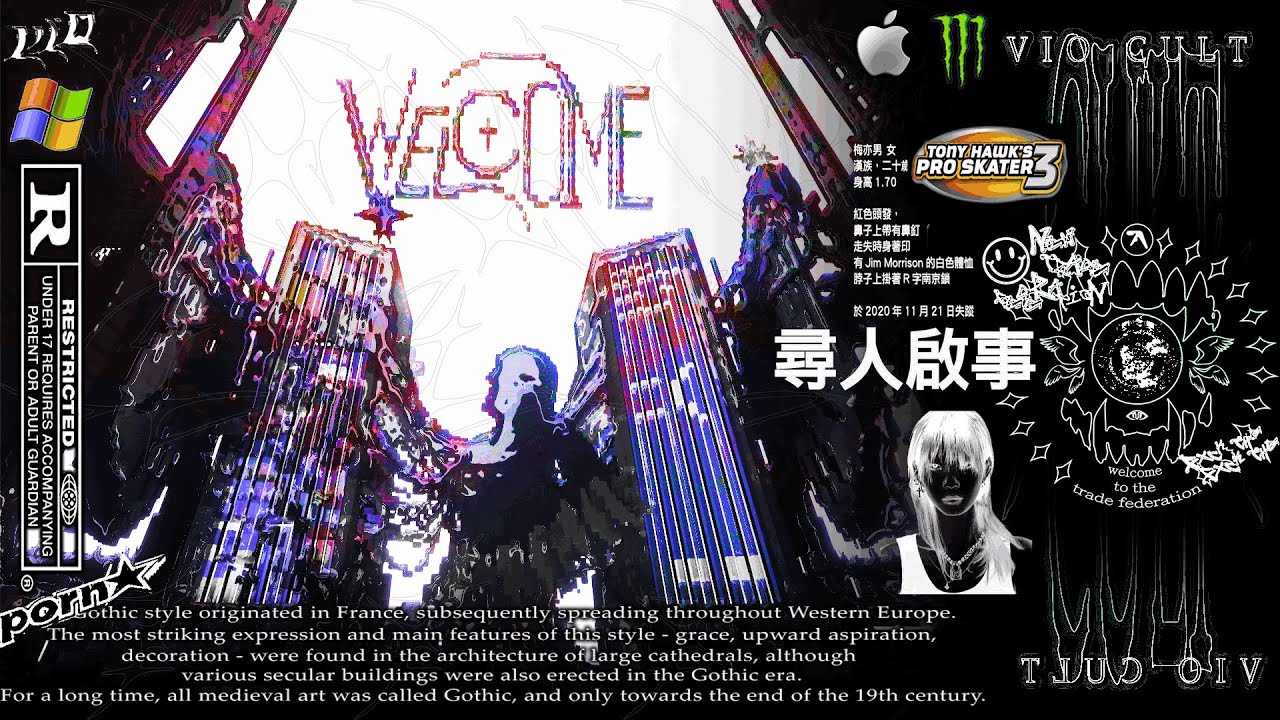 VIO
R
RESTRICTED
UNDER 17 REQUIRES ACCOMPANYING
PARENT OR ADULT GUARDIAN
®
porn
WELCOME
VIO CULT
TONY HAWK'S
PRO SKATER 3
梅亦男 女
漢族，二十歲
身高 1.70
紅色頭發，
鼻子上帶有鼻釘
走失時身著印
有 Jim Morrison 的白色體恤
脖子上掛著 R 字南京鎖
於 2020 年 11 月 21 日失蹤
尋人啟事
welcome
to the
trade federation
Gothic style originated in France, subsequently spreading throughout Western Europe.
The most striking expression and main features of this style - grace, upward aspiration,
decoration - were found in the architecture of large cathedrals, although
various secular buildings were also erected in the Gothic era.
For a long time, all medieval art was called Gothic, and only towards the end of the 19th century.
VIO CULT